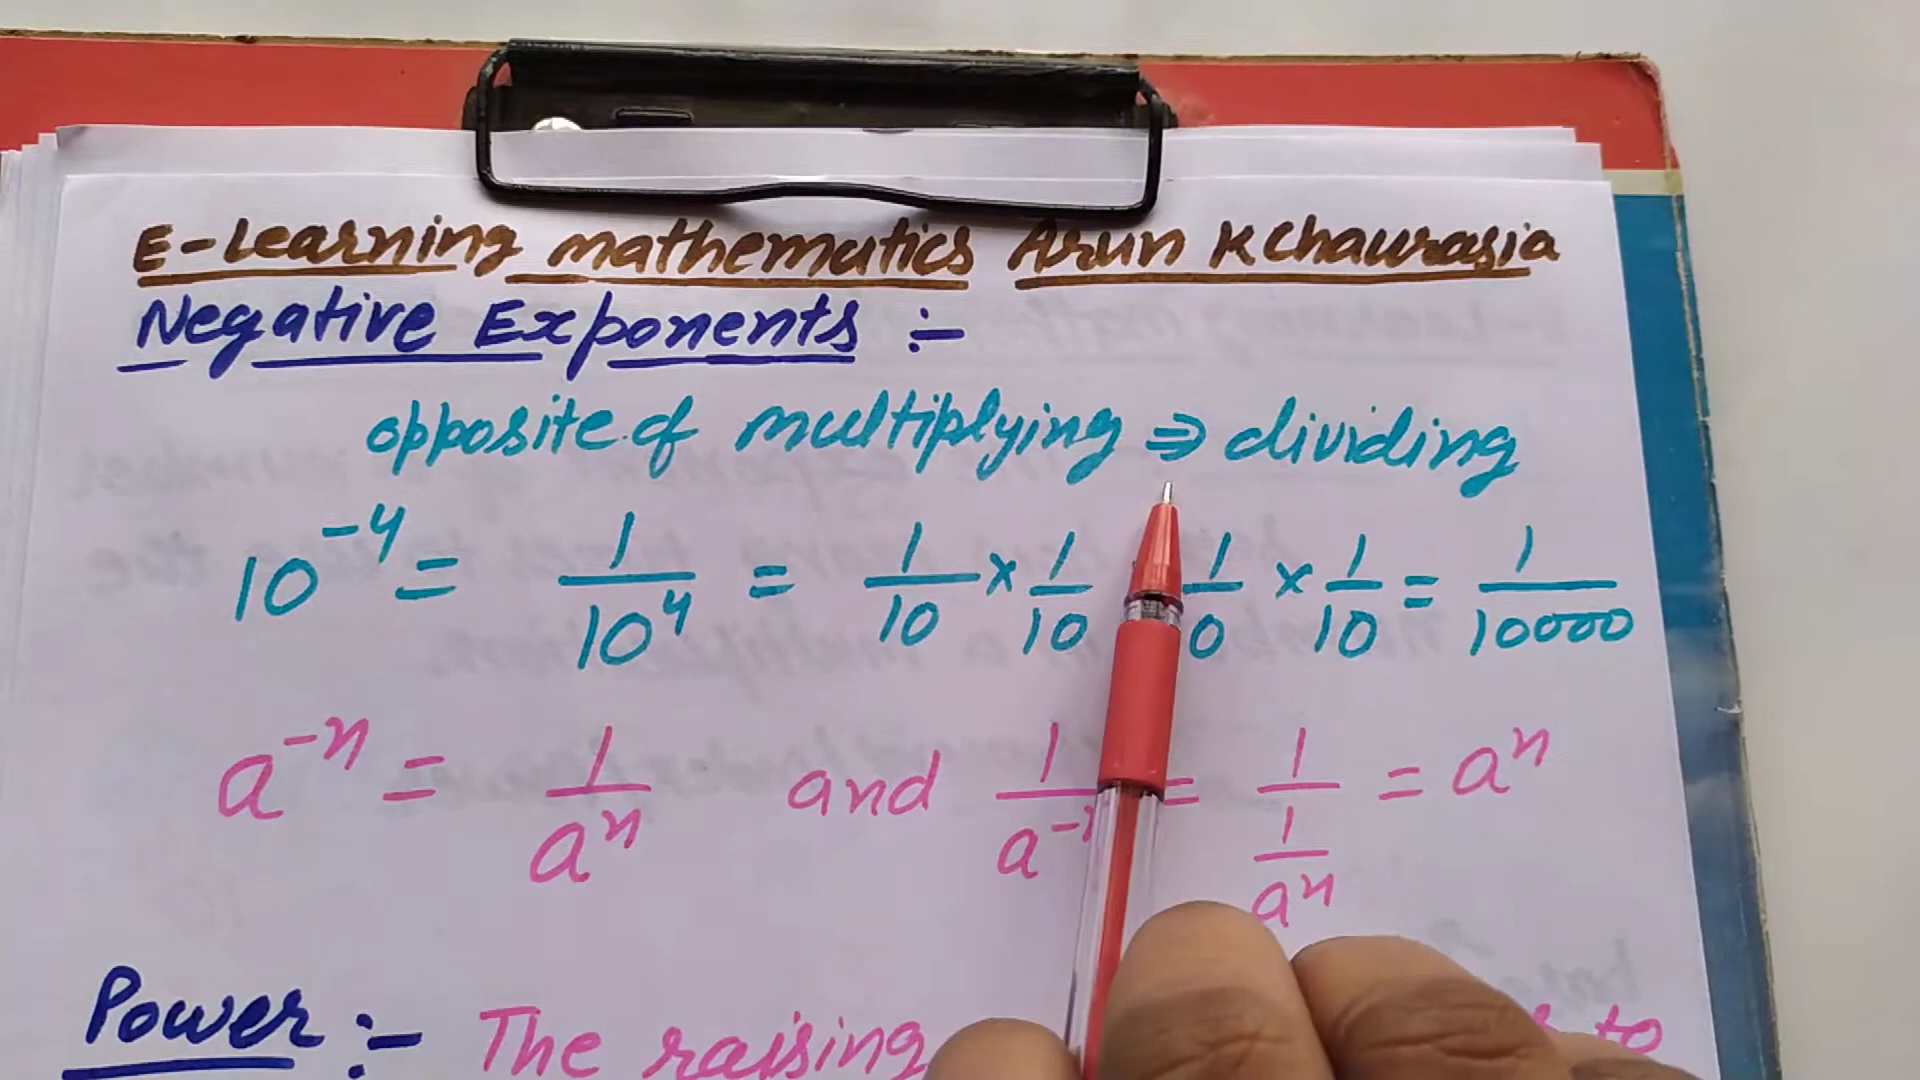 E-Learning mathematics Arun K Chaurasia
Negative Exponents :-
opposite of multiplying ⇒ dividing
10⁻⁴ = 1/10⁴ = 1/10 × 1/10 1/10 × 1/10 = 1/10000
a⁻ⁿ = 1/aⁿ and 1/a⁻ⁿ = 1/(1/aⁿ) = aⁿ
Power :- The raising to